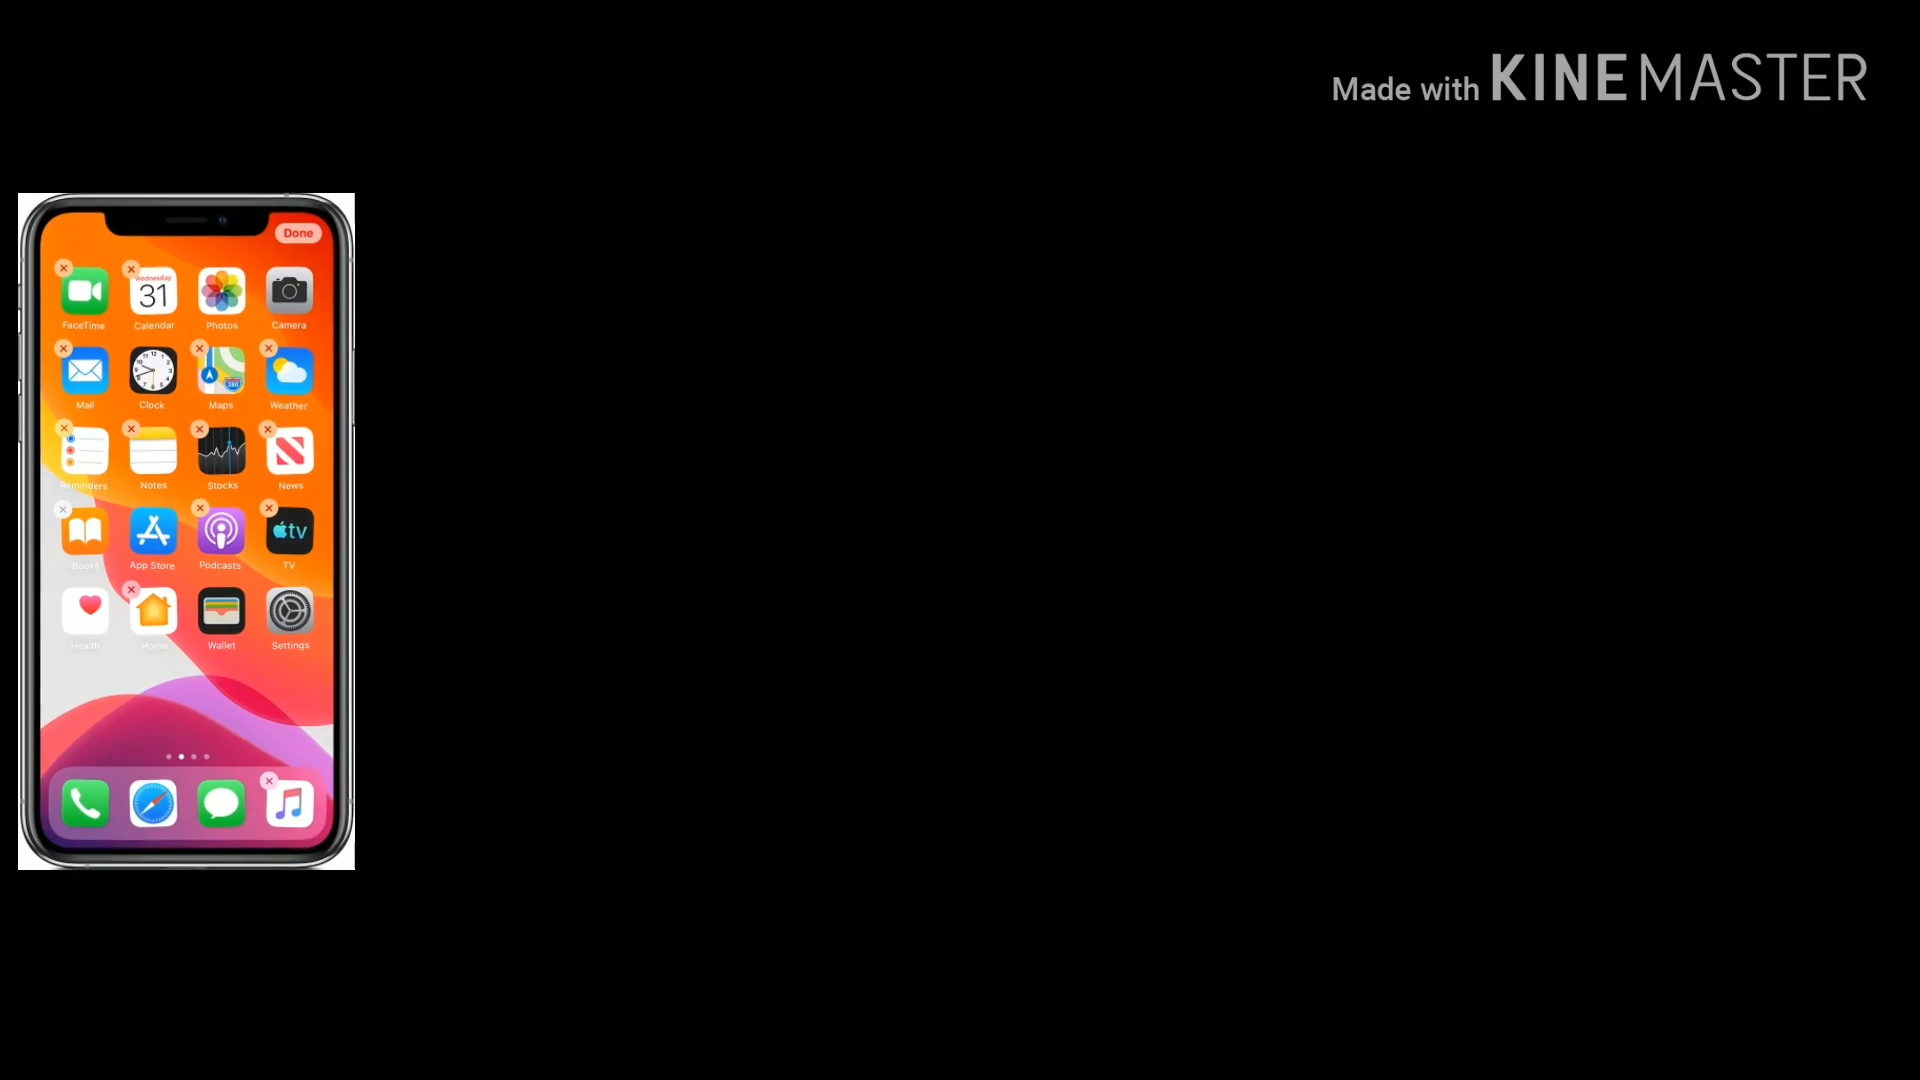 Made with KINEMASTER
Done
Wednesday
31
FaceTime Calendar Photos Camera
Mail Clock Maps Weather
Reminders Notes Stocks News
tv
Books App Store Podcasts TV
Health Home Wallet Settings